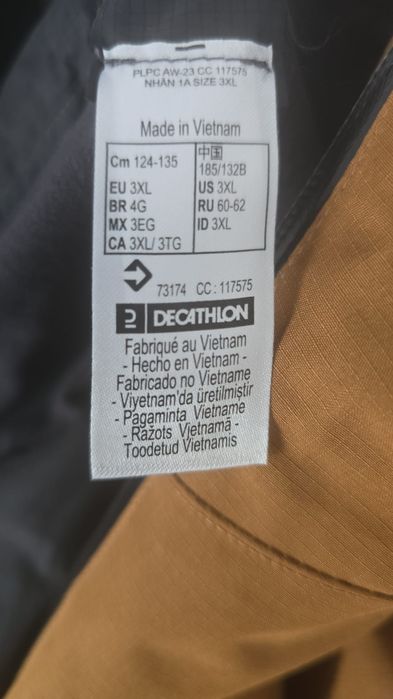 PLPC AW-23 CC 117575
NHÃN 1A SIZE 3XL
Made in Vietnam
Cm 124-135
中国
185/132B
EU 3XL
US 3XL
BR 4G
RU 60-62
MX 3EG
ID 3XL
CA 3XL/ 3TG
73174 CC : 117575
DECATHLON
Fabriqué au Vietnam
- Hecho en Vietnam -
Fabricado no Vietname
- Viyetnam'da üretilmiştir
- Pagaminta Vietname
- Ražots Vjetnamā -
Toodetud Vietnamis